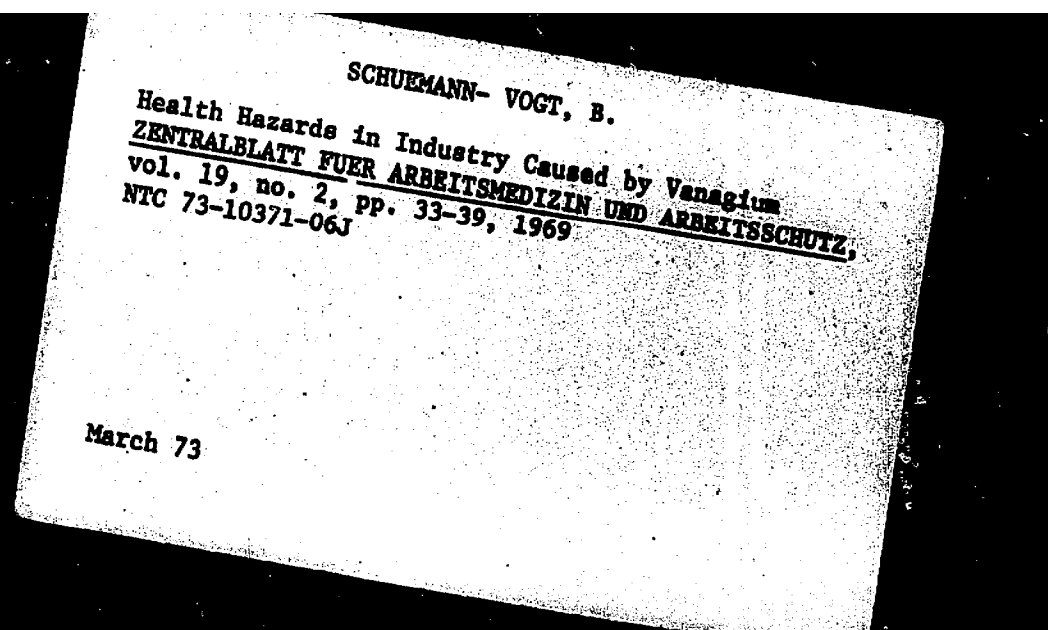 SCHUEMANN- VOGT, B.
Health Hazards in Industry Caused by Vanagium
ZENTRALBLATT FUER ARBEITSMEDIZIN UND ARBEITSSCHUTZ,
vol. 19, no. 2, pp. 33-39, 1969
NTC 73-10371-06J
March 73